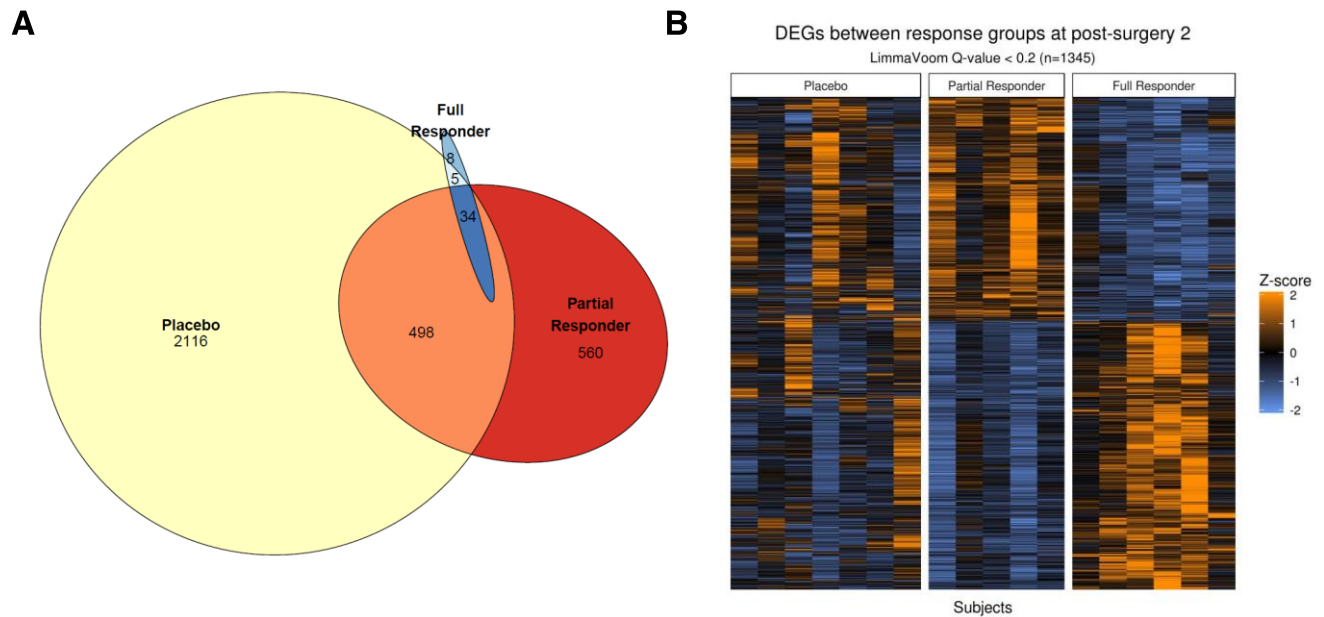 A
Full
Responder
8
5
34
Placebo
2116
498
Partial
Responder
560
B
DEGs between response groups at post-surgery 2
LimmaVoom Q-value < 0.2 (n=1345)
Placebo
Partial Responder
Full Responder
Z-score
2
1
0
-1
-2
Subjects